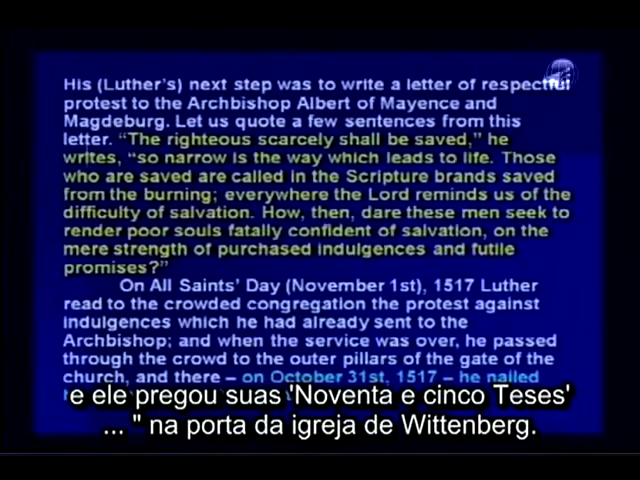 His (Luther's) next step was to write a letter of respectful
protest to the Archbishop Albert of Mayence and
Magdeburg. Let us quote a few sentences from this
letter. “The righteous scarcely shall be saved,” he
writes, “so narrow is the way which leads to life. Those
who are saved are called in the Scripture brands saved
from the burning; everywhere the Lord reminds us of the
difficulty of salvation. How, then, dare these men seek to
render poor souls fatally confident of salvation, on the
mere strength of purchased indulgences and futile
promises?”
On All Saints' Day (November 1st), 1517 Luther
read to the crowded congregation the protest against
indulgences which he had already sent to the
Archbishop; and when the service was over, he passed
through the crowd to the outer pillars of the gate of the
church, and there – on October 31st, 1517 – he nailed
e ele pregou suas 'Noventa e cinco Teses'
..." na porta da igreja de Wittenberg.